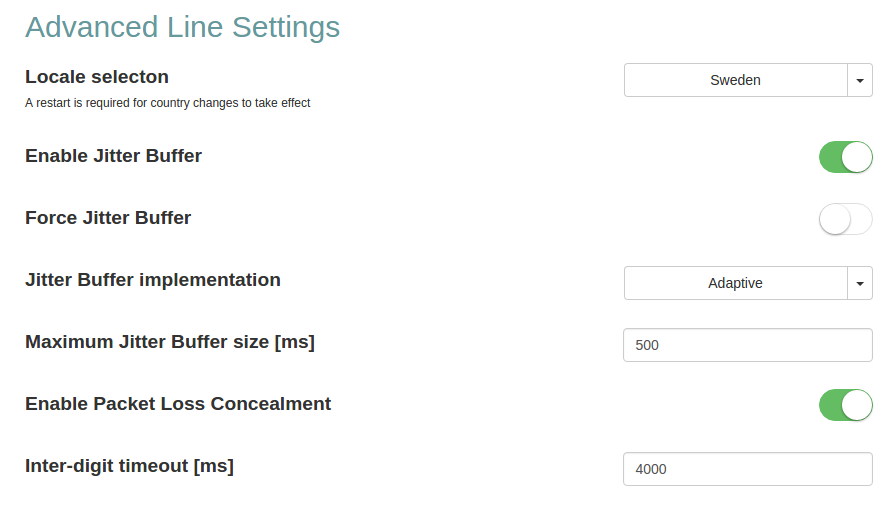 Advanced Line Settings
Locale selecton
Sweden
A restart is required for country changes to take effect
Enable Jitter Buffer
Force Jitter Buffer
Jitter Buffer implementation
Adaptive
Maximum Jitter Buffer size [ms]
500
Enable Packet Loss Concealment
Inter-digit timeout [ms]
4000